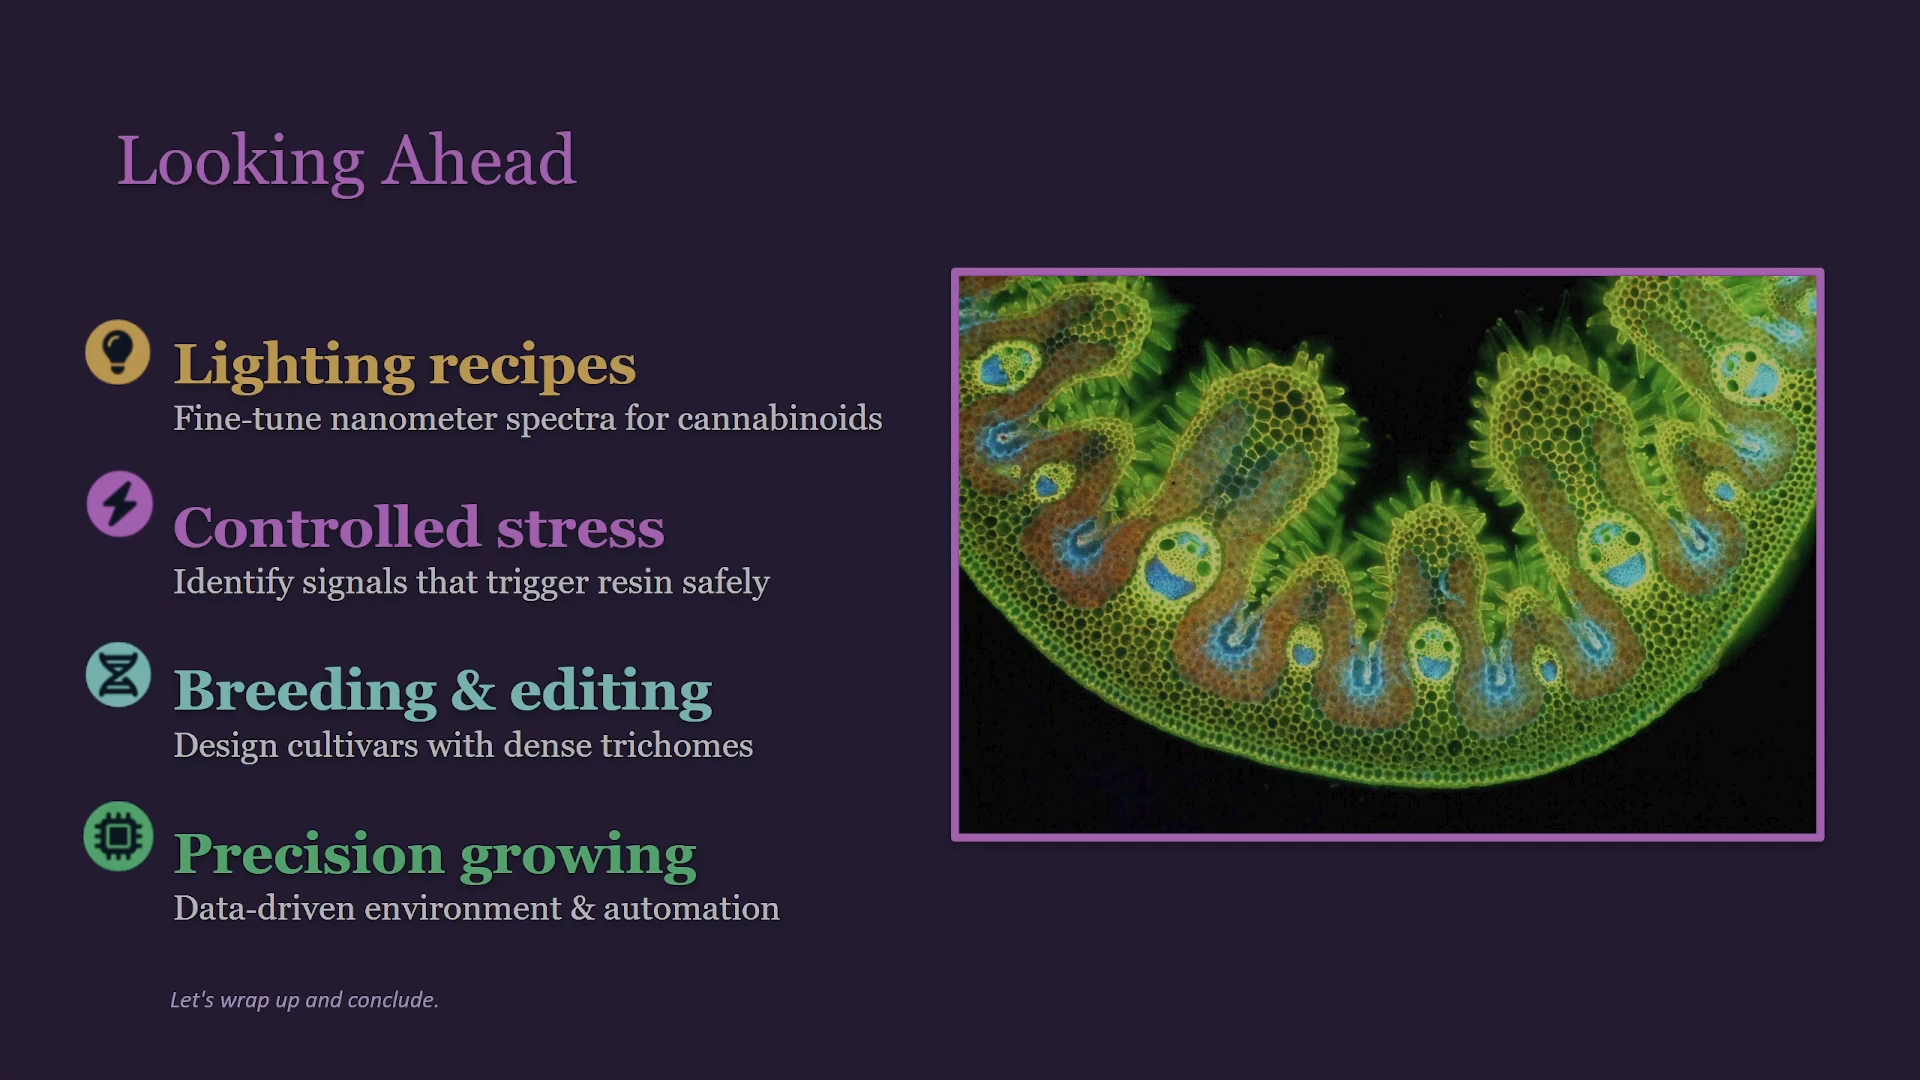 Looking Ahead
Lighting recipes
Fine-tune nanometer spectra for cannabinoids
Controlled stress
Identify signals that trigger resin safely
Breeding & editing
Design cultivars with dense trichomes
Precision growing
Data-driven environment & automation
Let's wrap up and conclude.